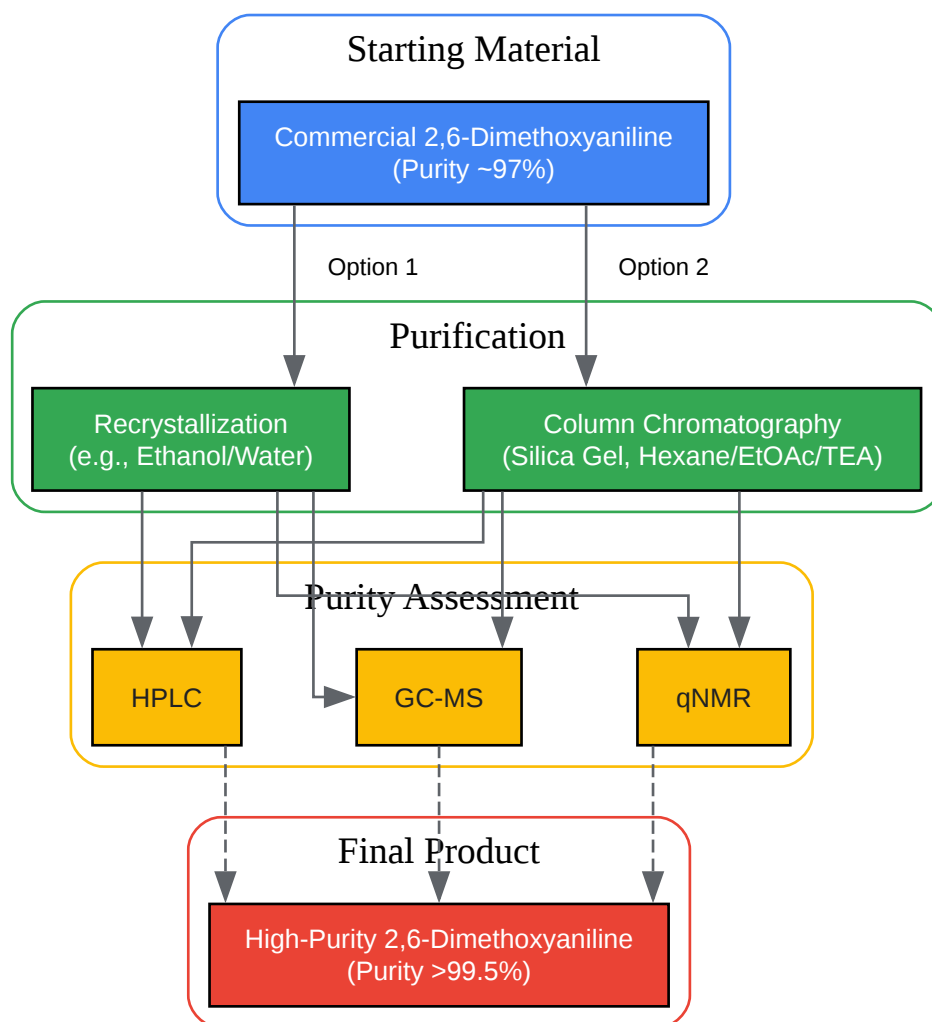 Starting Material
Commercial 2,6-Dimethoxyaniline
(Purity ~97%)
Option 1
Option 2
Purification
Recrystallization
(e.g., Ethanol/Water)
Column Chromatography
(Silica Gel, Hexane/EtOAc/TEA)
Purity Assessment
HPLC
GC-MS
qNMR
Final Product
High-Purity 2,6-Dimethoxyaniline
(Purity >99.5%)